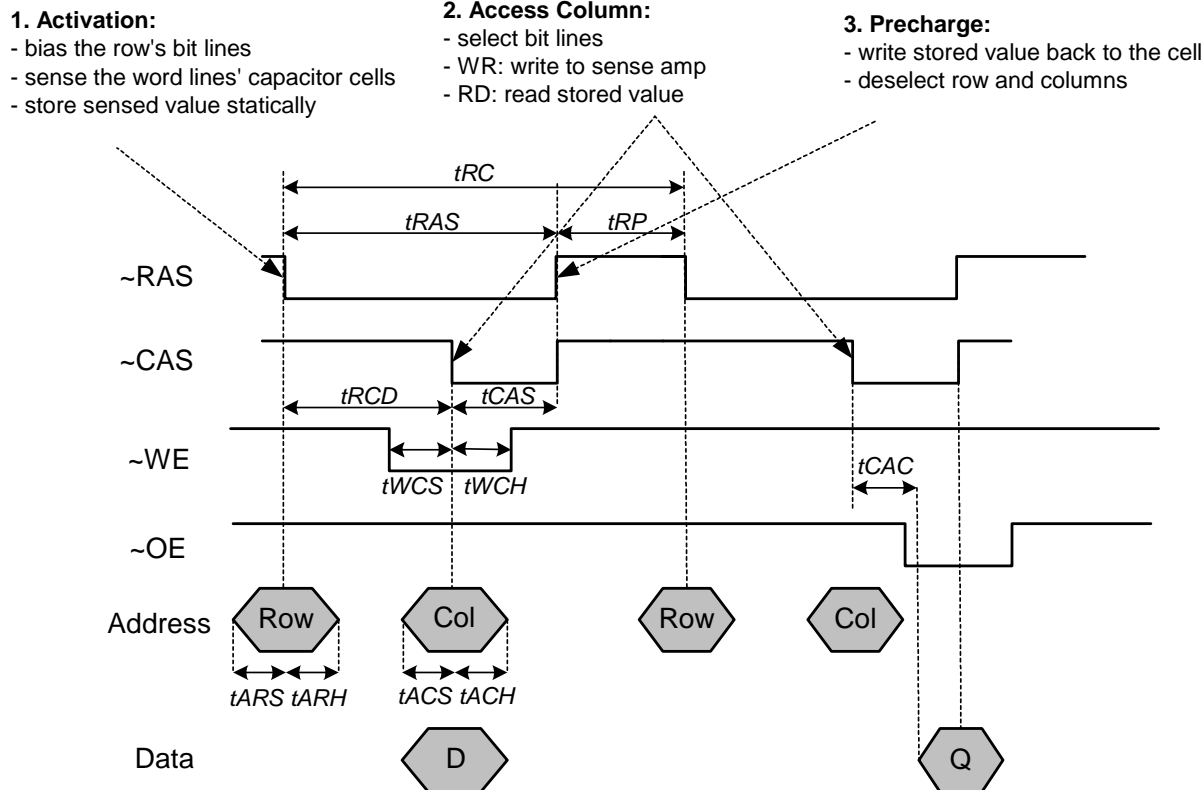 1. Activation:
- bias the row's bit lines
- sense the word lines' capacitor cells
- store sensed value statically
2. Access Column:
- select bit lines
- WR: write to sense amp
- RD: read stored value
3. Precharge:
- write stored value back to the cell
- deselect row and columns
tRC
tRAS
tRP
~RAS
~CAS
tRCD
tCAS
~WE
tWCS
tWCH
tCAC
~OE
Address
Row
Col
Row
Col
tARS
tARH
tACS
tACH
Data
D
Q